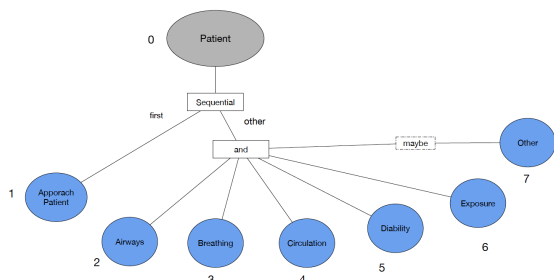 0
Patient
Sequential
first
other
and
maybe
Other
7
1
Apporach
Patient
Airways
2
Breathing
3
Circulation
4
Diability
5
Exposure
6